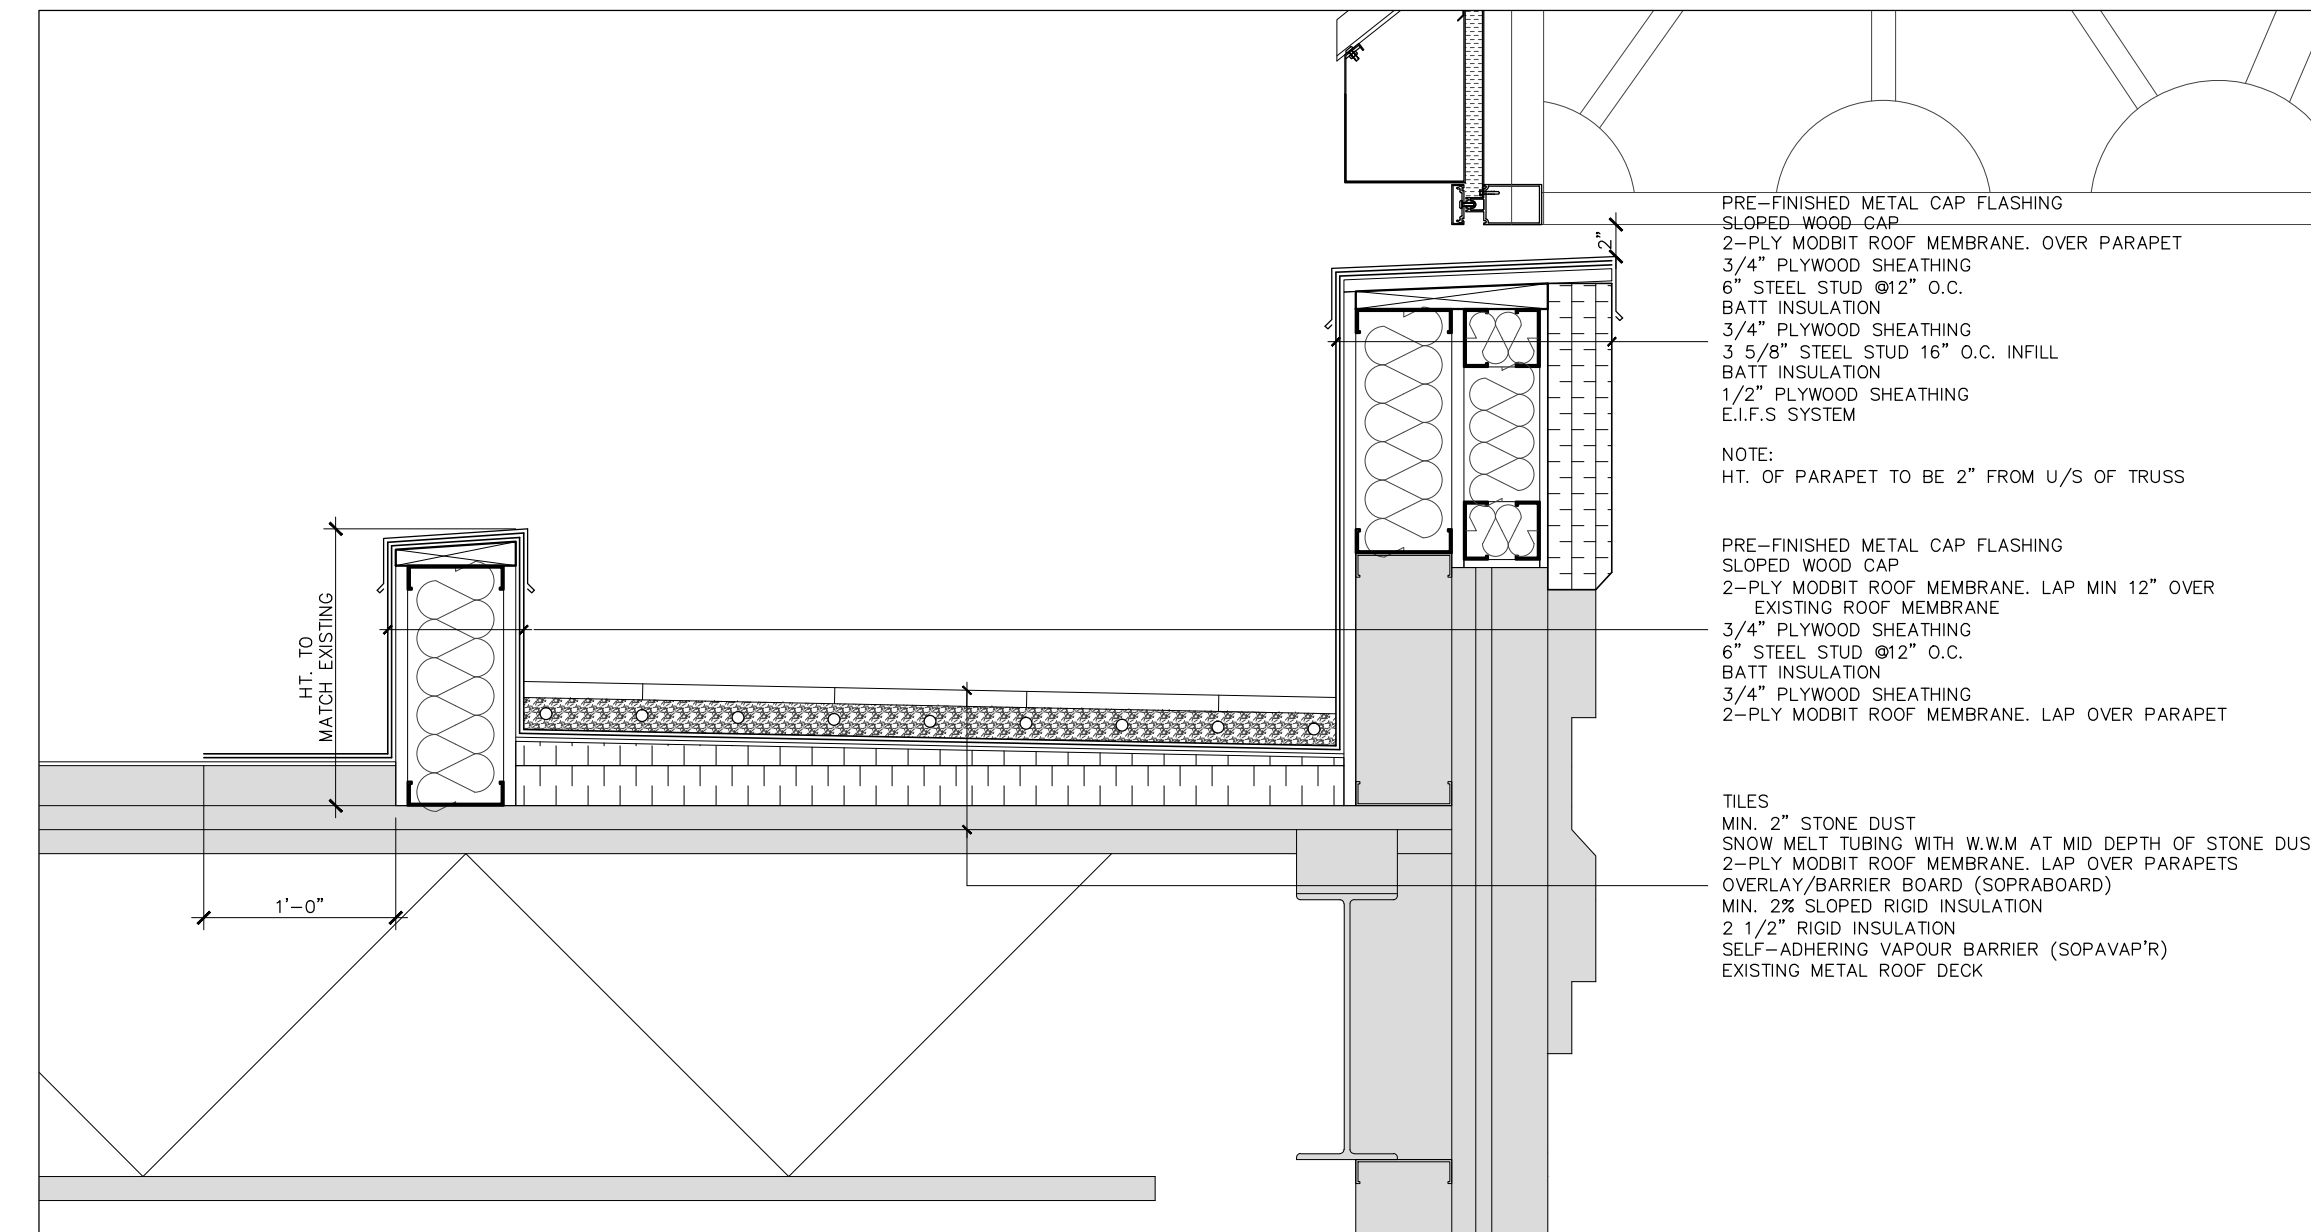 2"
PRE-FINISHED METAL CAP FLASHING
SLOPED WOOD CAP
2-PLY MODBIT ROOF MEMBRANE. OVER PARAPET
3/4" PLYWOOD SHEATHING
6" STEEL STUD @12" O.C.
BATT INSULATION
3/4" PLYWOOD SHEATHING
3 5/8" STEEL STUD 16" O.C. INFILL
BATT INSULATION
1/2" PLYWOOD SHEATHING
E.I.F.S SYSTEM
NOTE:
HT. OF PARAPET TO BE 2" FROM U/S OF TRUSS
HT. TO
MATCH EXISTING
PRE-FINISHED METAL CAP FLASHING
SLOPED WOOD CAP
2-PLY MODBIT ROOF MEMBRANE. LAP MIN 12" OVER
EXISTING ROOF MEMBRANE
3/4" PLYWOOD SHEATHING
6" STEEL STUD @12" O.C.
BATT INSULATION
3/4" PLYWOOD SHEATHING
2-PLY MODBIT ROOF MEMBRANE. LAP OVER PARAPET
1'-0"
TILES
MIN. 2" STONE DUST
SNOW MELT TUBING WITH W.W.M AT MID DEPTH OF STONE DUS
2-PLY MODBIT ROOF MEMBRANE. LAP OVER PARAPETS
OVERLAY/BARRIER BOARD (SOPRABOARD)
MIN. 2% SLOPED RIGID INSULATION
2 1/2" RIGID INSULATION
SELF-ADHERING VAPOUR BARRIER (SOPAVAP'R)
EXISTING METAL ROOF DECK